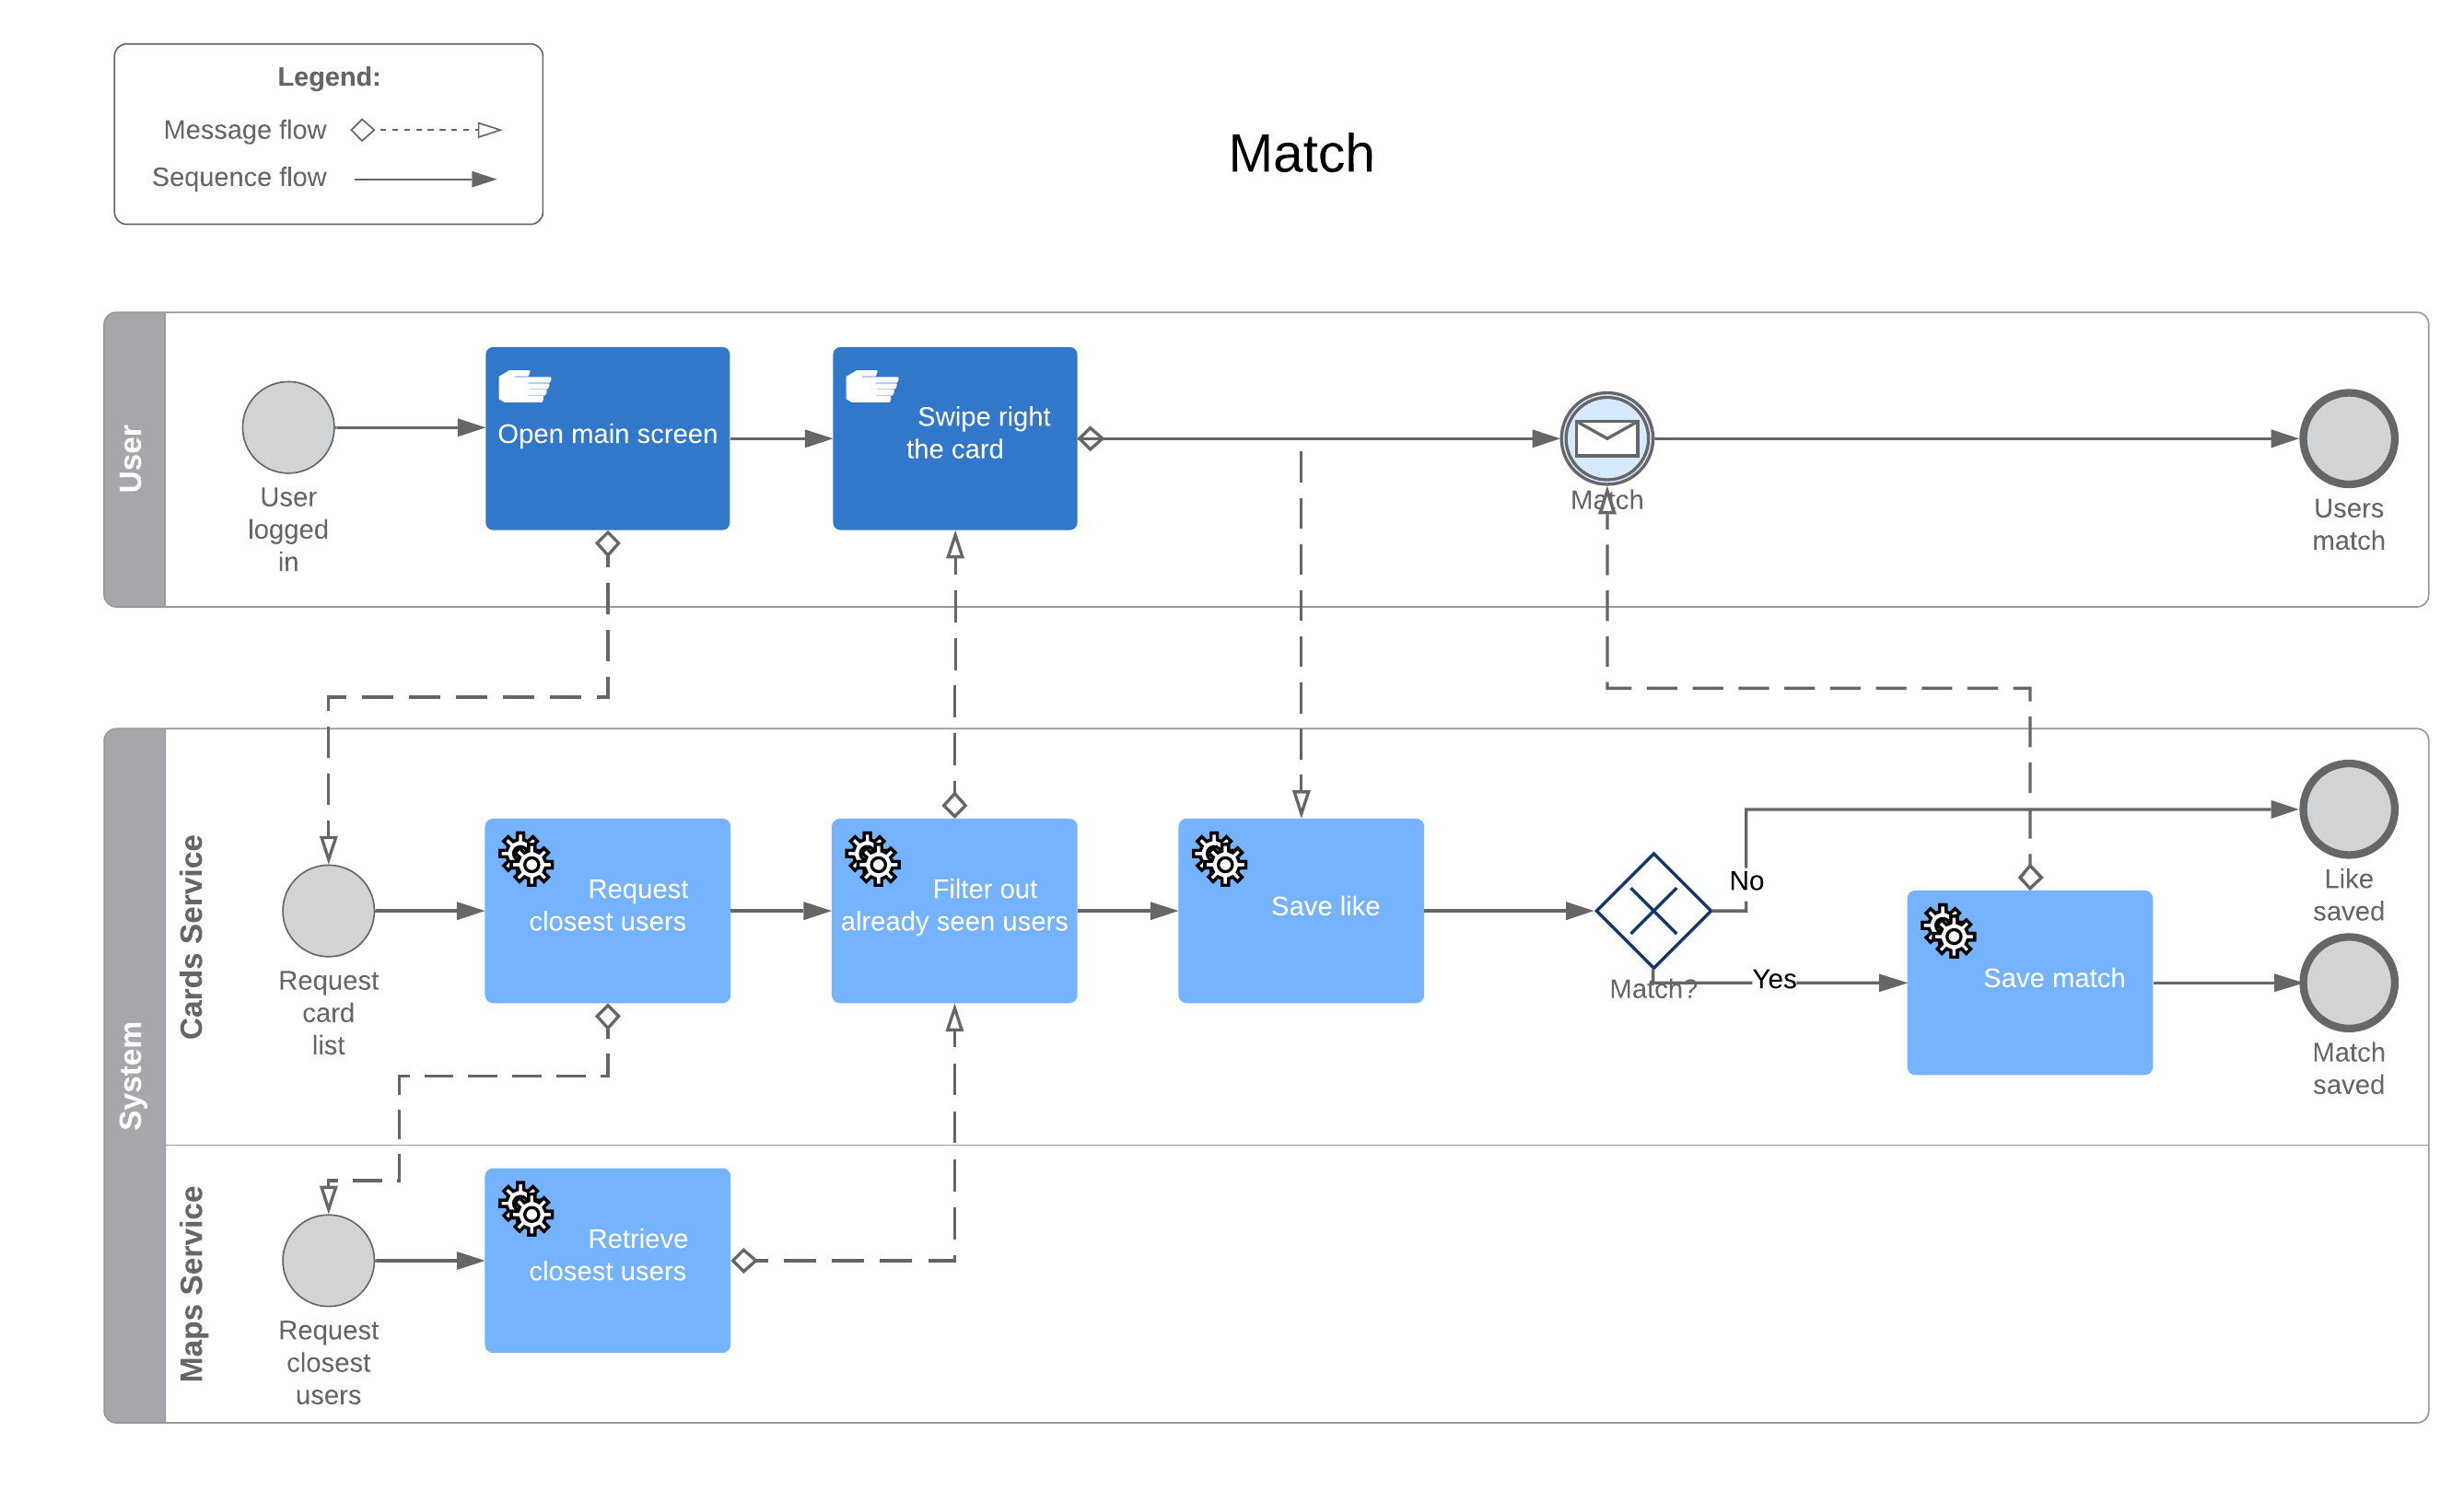 Legend:
Message flow
Sequence flow
Match
User
User
logged
in
Open main screen
Swipe right
the card
Match
Users
match
System
Cards Service
Request
card
list
Request
closest users
Filter out
already seen users
Save like
Match?
No
Yes
Save match
Like
saved
Match
saved
Maps Service
Request
closest
users
Retrieve
closest users